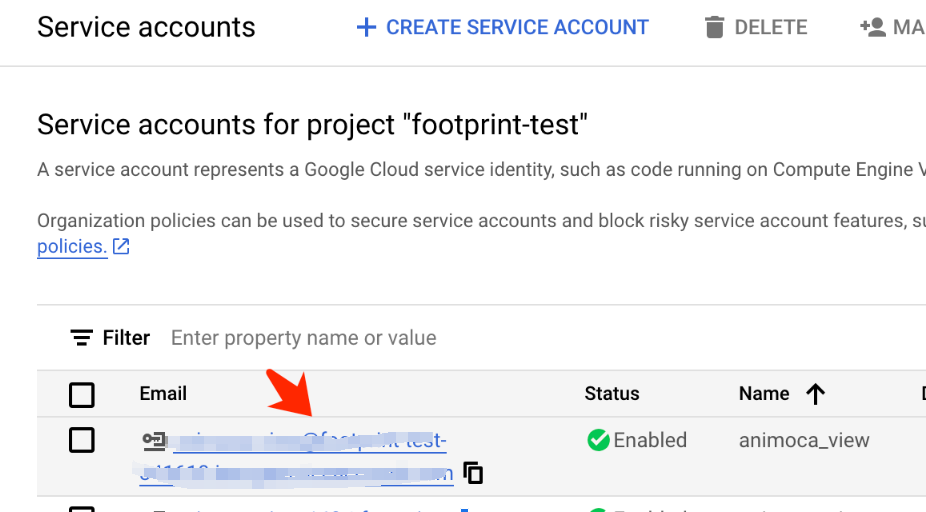 Service accounts
CREATE SERVICE ACCOUNT
DELETE
MA
Service accounts for project "footprint-test"
A service account represents a Google Cloud service identity, such as code running on Compute Engine V
Organization policies can be used to secure service accounts and block risky service account features, su
policies.
Filter
Enter property name or value
Email
Status
Name
Enabled
animoca_view